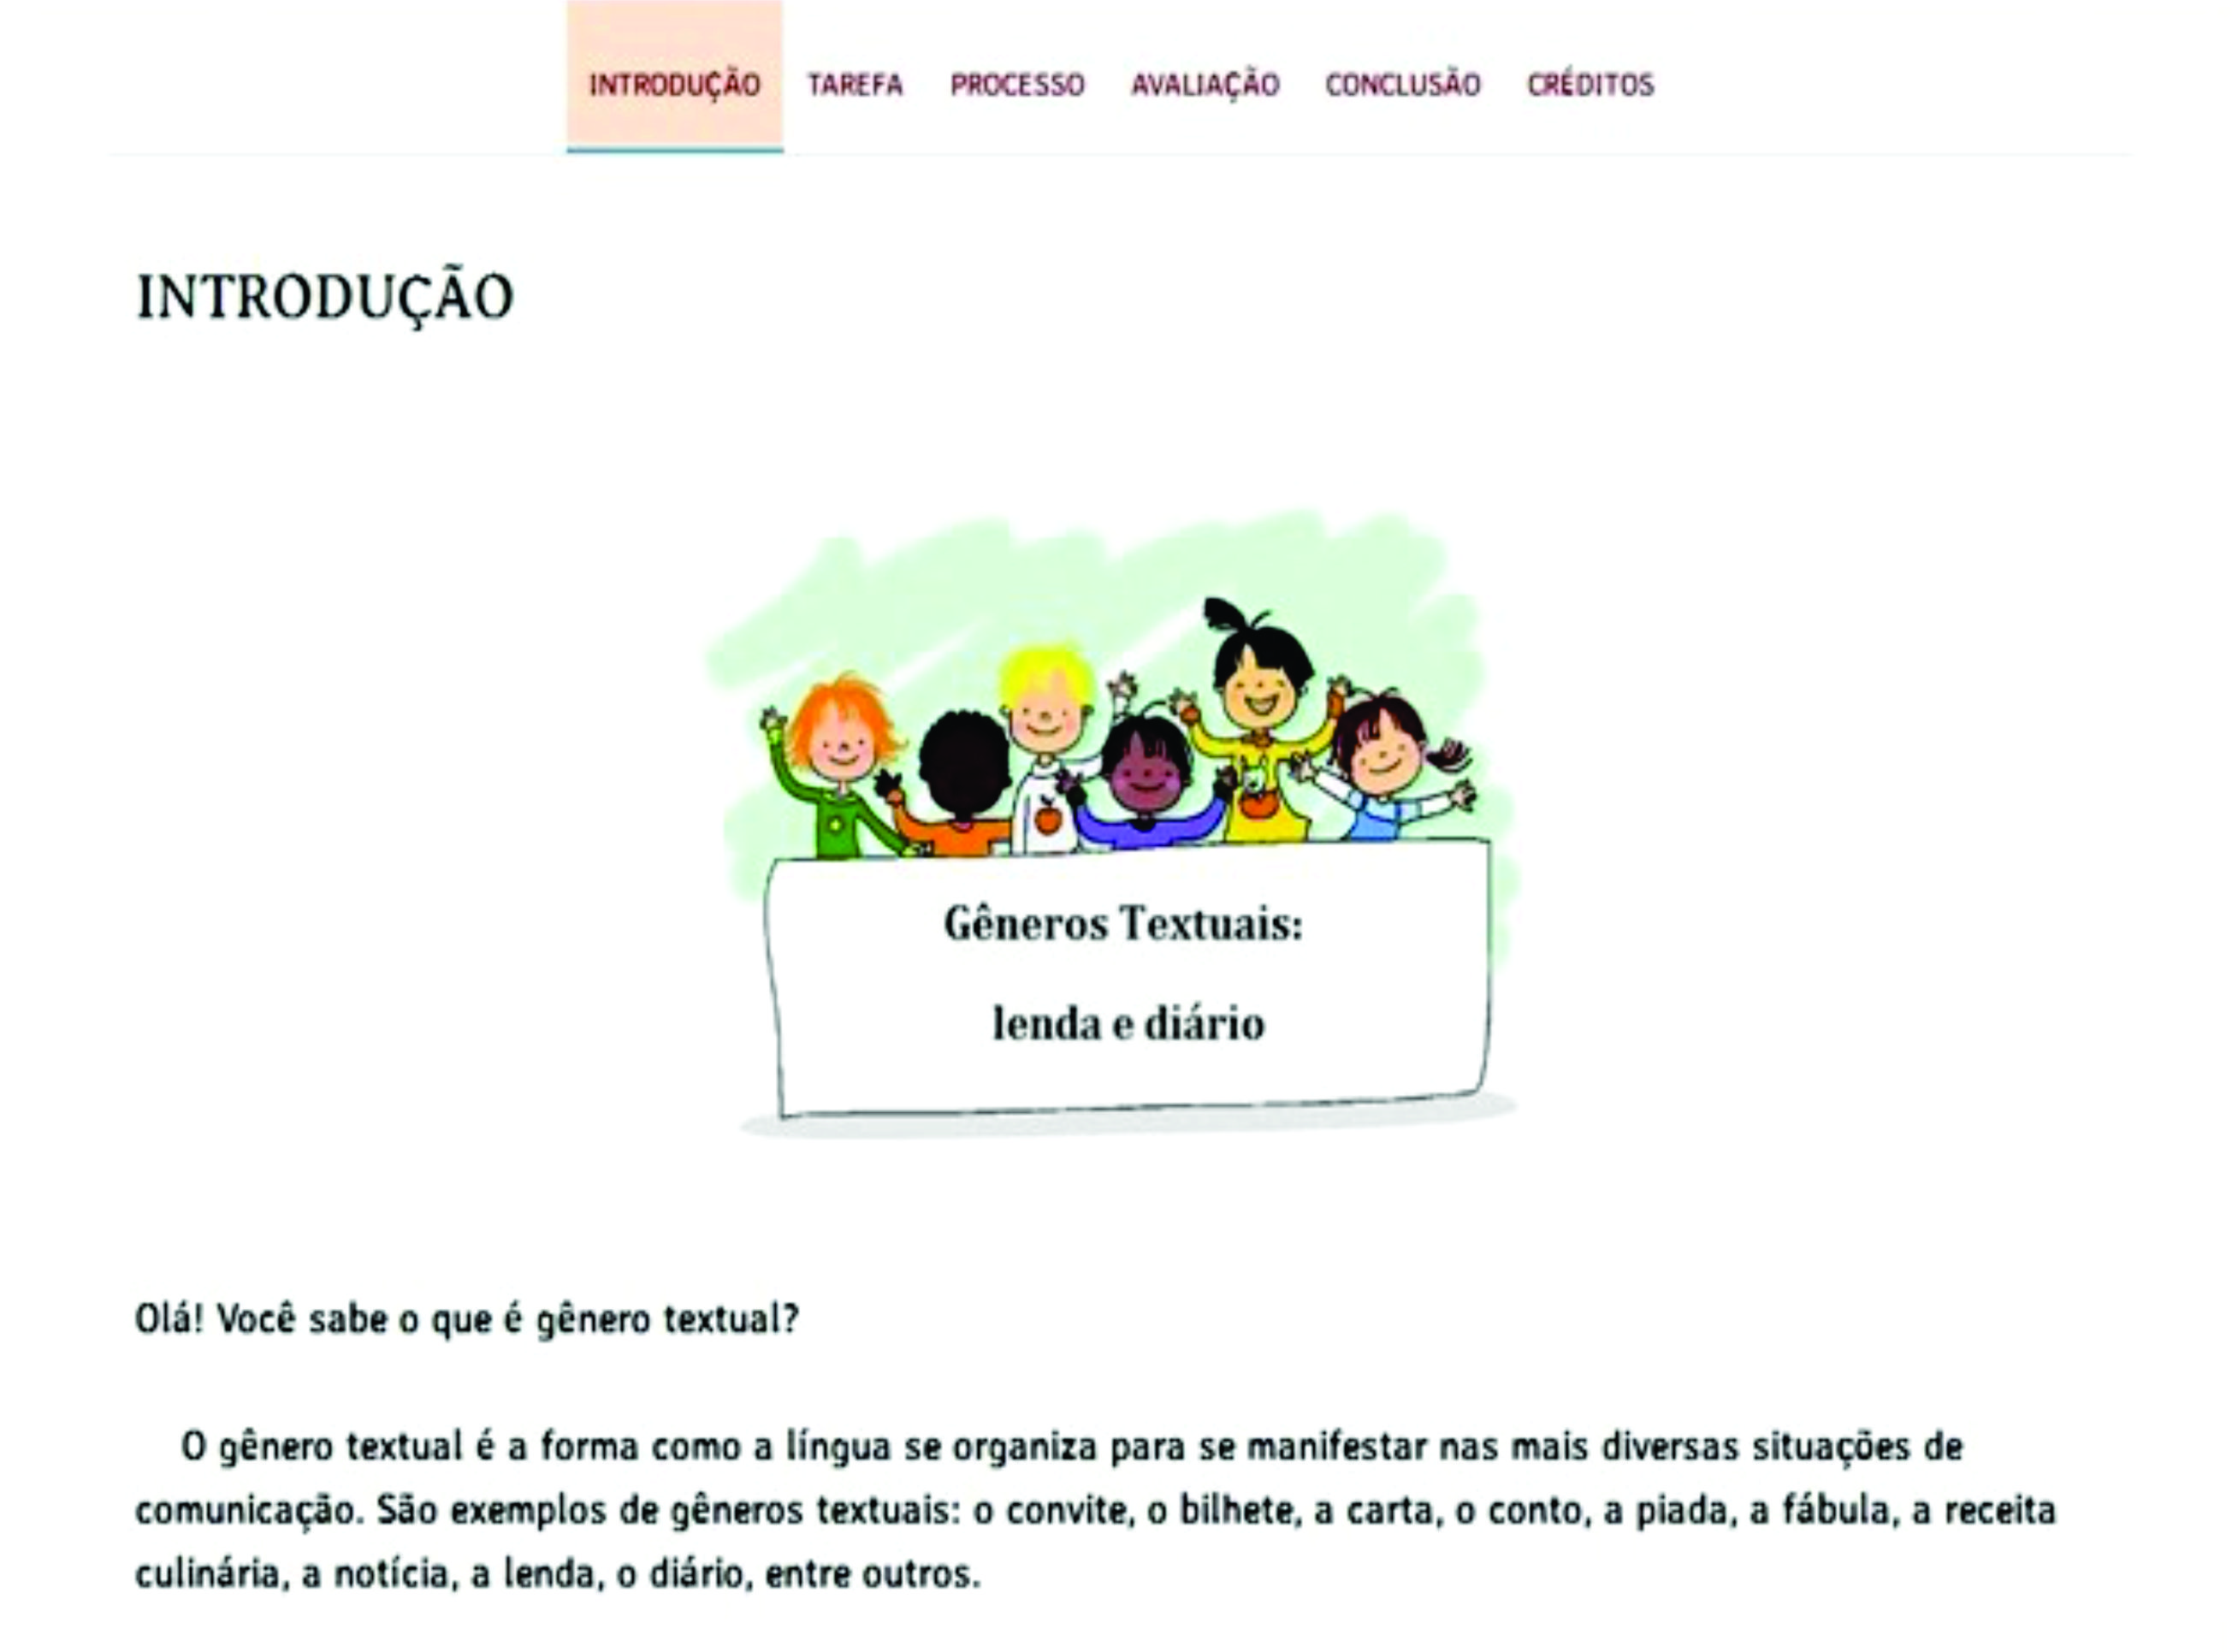 INTRODUÇÃO TAREFA PROCESSO AVALIAÇÃO CONCLUSÃO CRÉDITOS
INTRODUÇÃO
Gêneros Textuais:
lenda e diário
Olá! Você sabe o que é gênero textual?
O gênero textual é a forma como a língua se organiza para se manifestar nas mais diversas situações de
comunicação. São exemplos de gêneros textuais: o convite, o bilhete, a carta, o conto, a piada, a fábula, a receita
culinária, a notícia, a lenda, o diário, entre outros.